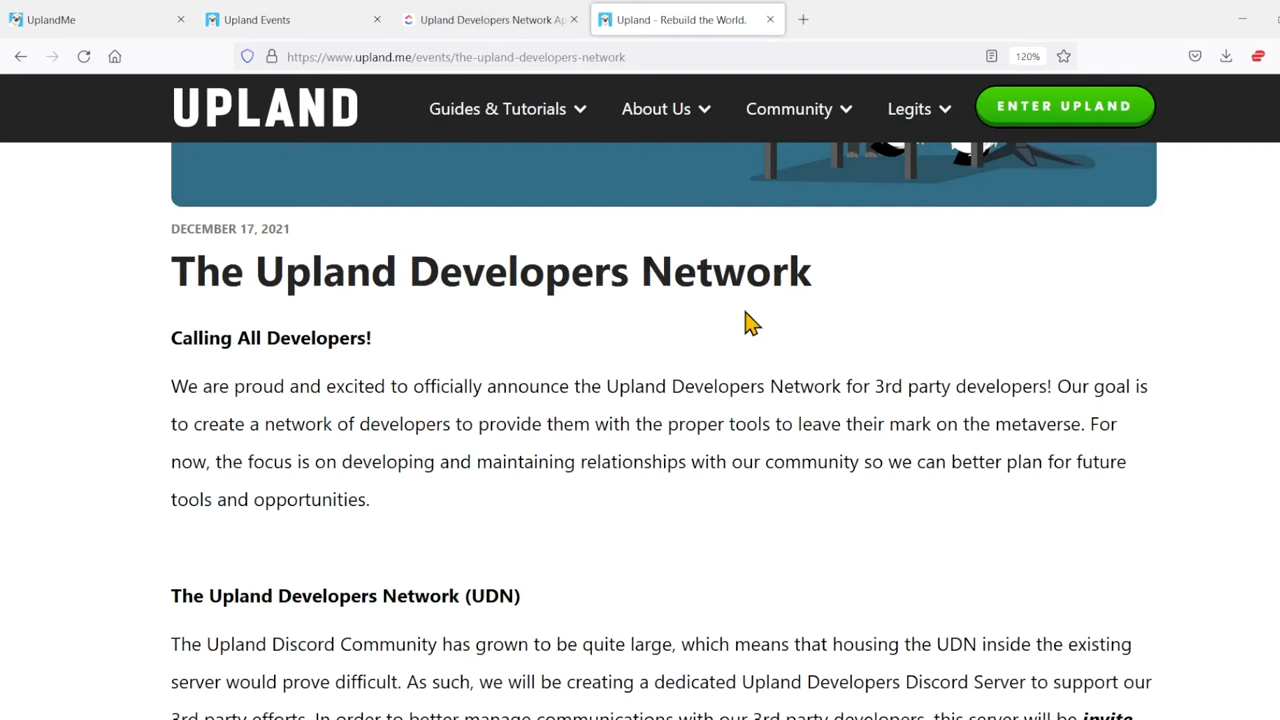 UplandMe
Upland Events
Upland Developers Network Ap
Upland - Rebuild the World.
https://www.upland.me/events/the-upland-developers-network
120%
UPLAND
Guides & Tutorials
About Us
Community
Legits
ENTER UPLAND
DECEMBER 17, 2021
The Upland Developers Network
Calling All Developers!
We are proud and excited to officially announce the Upland Developers Network for 3rd party developers! Our goal is
to create a network of developers to provide them with the proper tools to leave their mark on the metaverse. For
now, the focus is on developing and maintaining relationships with our community so we can better plan for future
tools and opportunities.
The Upland Developers Network (UDN)
The Upland Discord Community has grown to be quite large, which means that housing the UDN inside the existing
server would prove difficult. As such, we will be creating a dedicated Upland Developers Discord Server to support our
3rd party efforts. In order to better manage communications with our 3rd party developers, this server will be invite